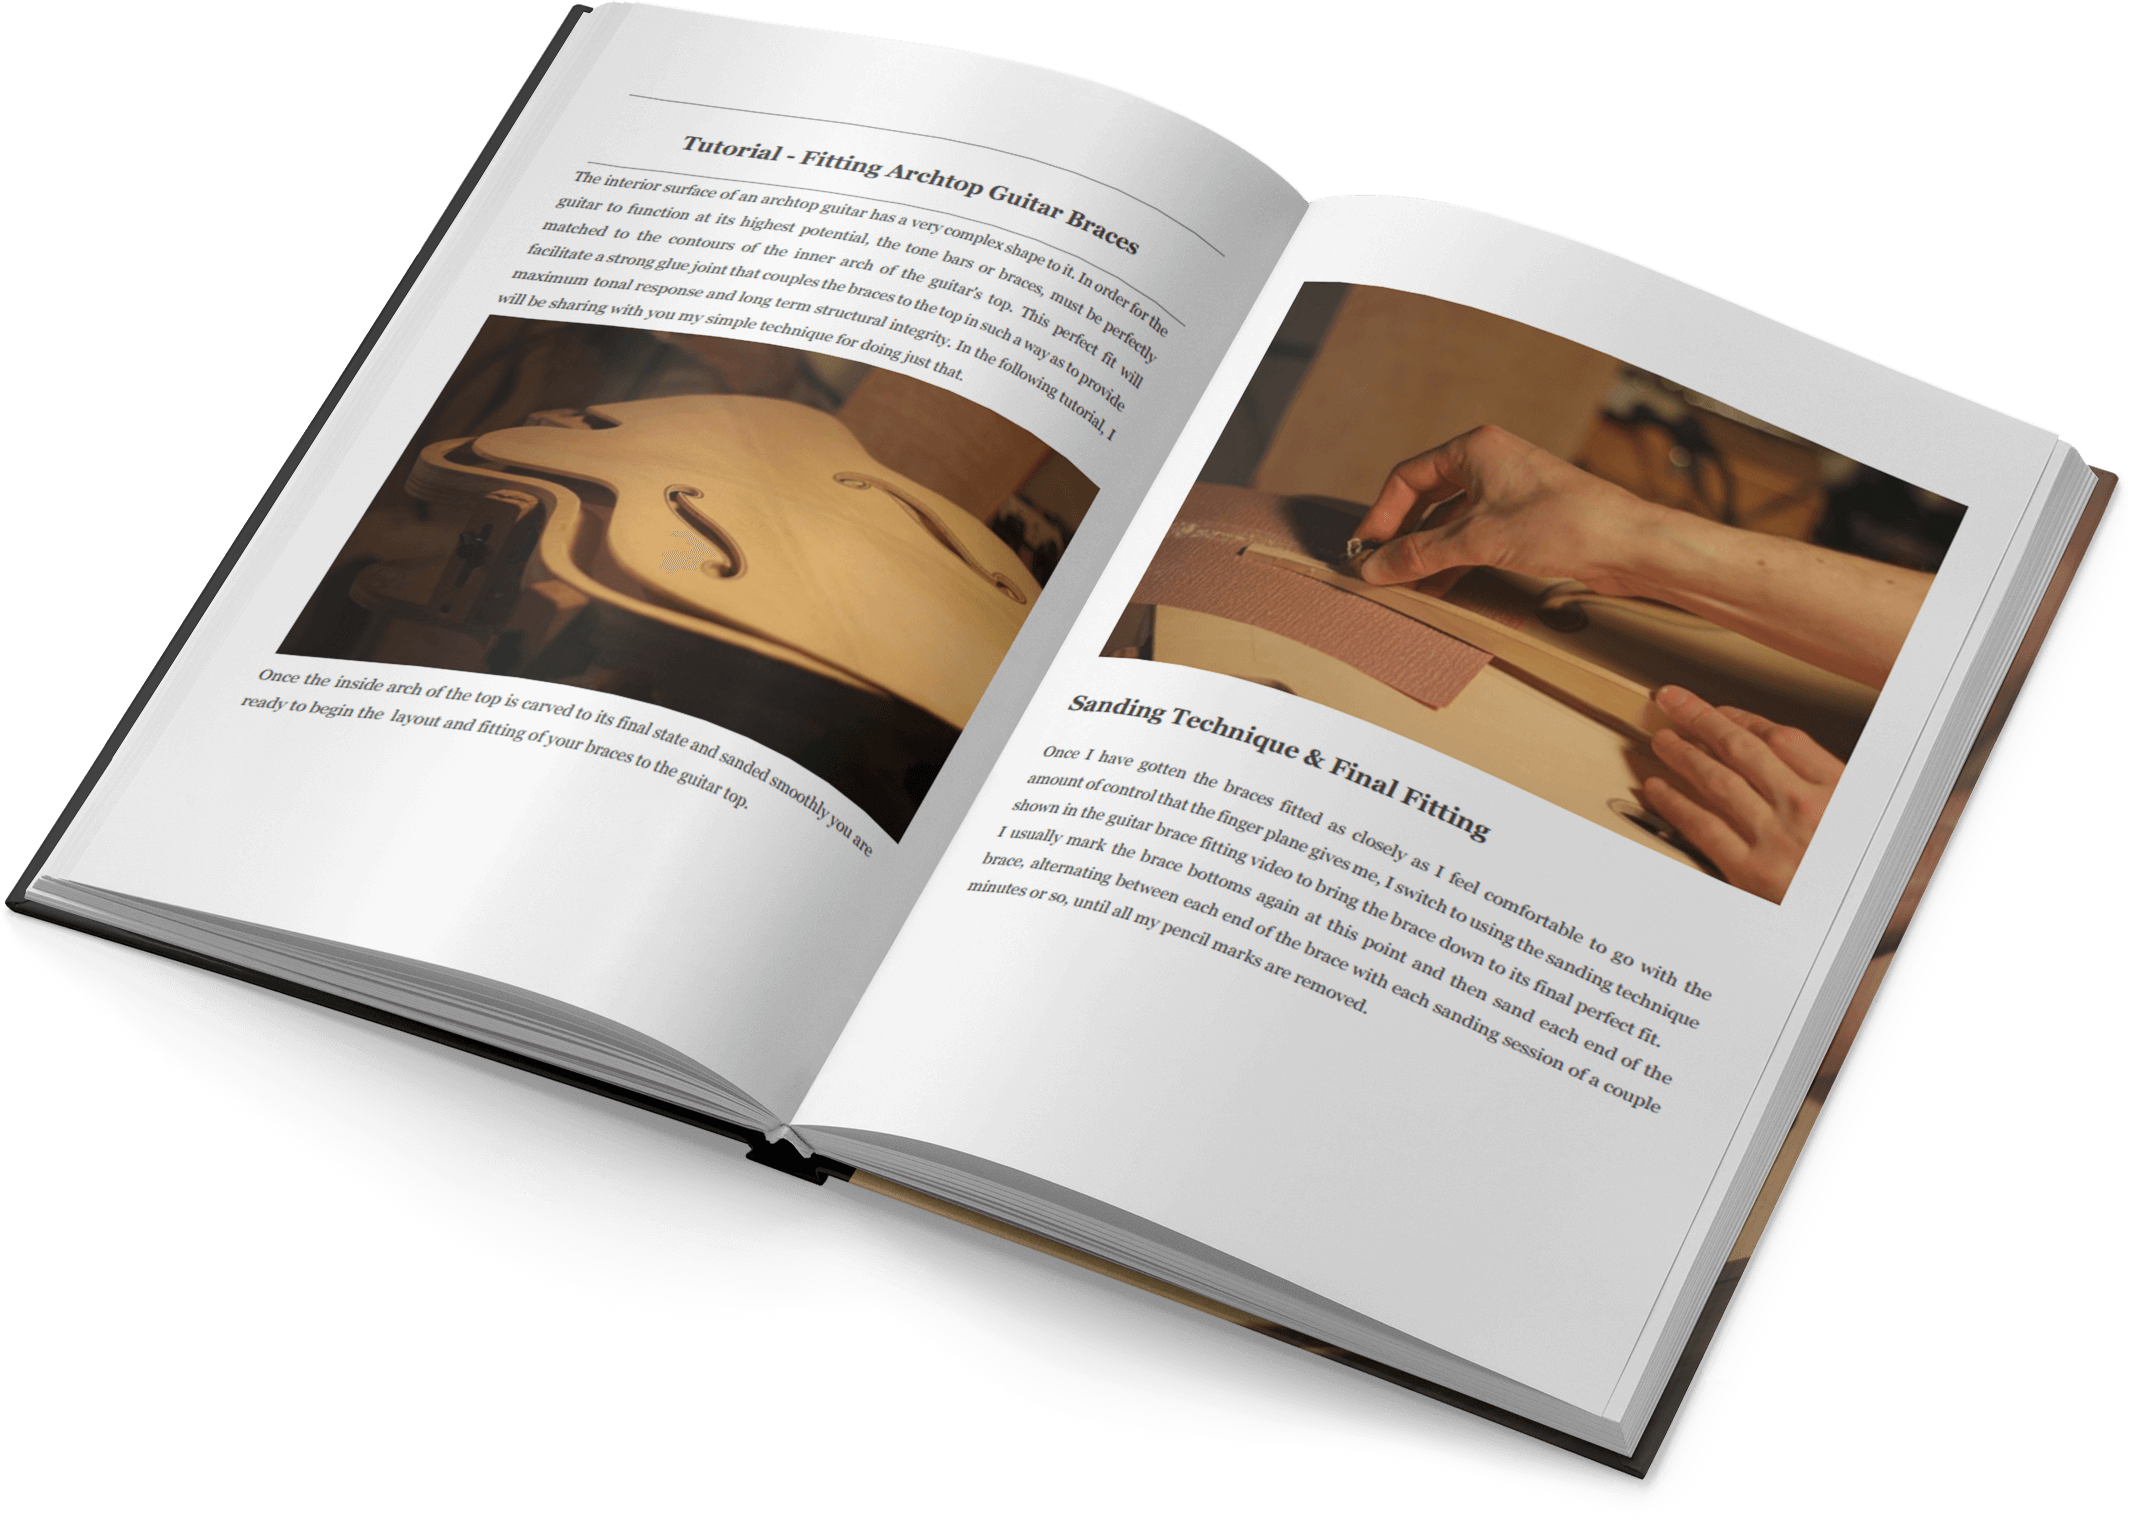 Tutorial - Fitting Archtop Guitar Braces
The interior surface of an archtop guitar has a very complex shape to it. In order for the
guitar to function at its highest potential, the tone bars or braces, must be perfectly
matched to the contours of the inner arch of the guitar's top. This perfect fit will
facilitate a strong glue joint that couples the braces to the top in such a way as to provide
maximum tonal response and long term structural integrity. In the following tutorial, I
will be sharing with you my simple technique for doing just that.
Once the inside arch of the top is carved to its final state and sanded smoothly you are
ready to begin the layout and fitting of your braces to the guitar top.
Sanding Technique & Final Fitting
Once I have gotten the braces fitted as closely as I feel comfortable to go with the
amount of control that the finger plane gives me, I switch to using the sanding technique
shown in the guitar brace fitting video to bring the brace down to its final perfect fit.
I usually mark the brace bottoms again at this point and then sand each end of the
brace, alternating between each end of the brace with each sanding session of a couple
minutes or so, until all my pencil marks are removed.